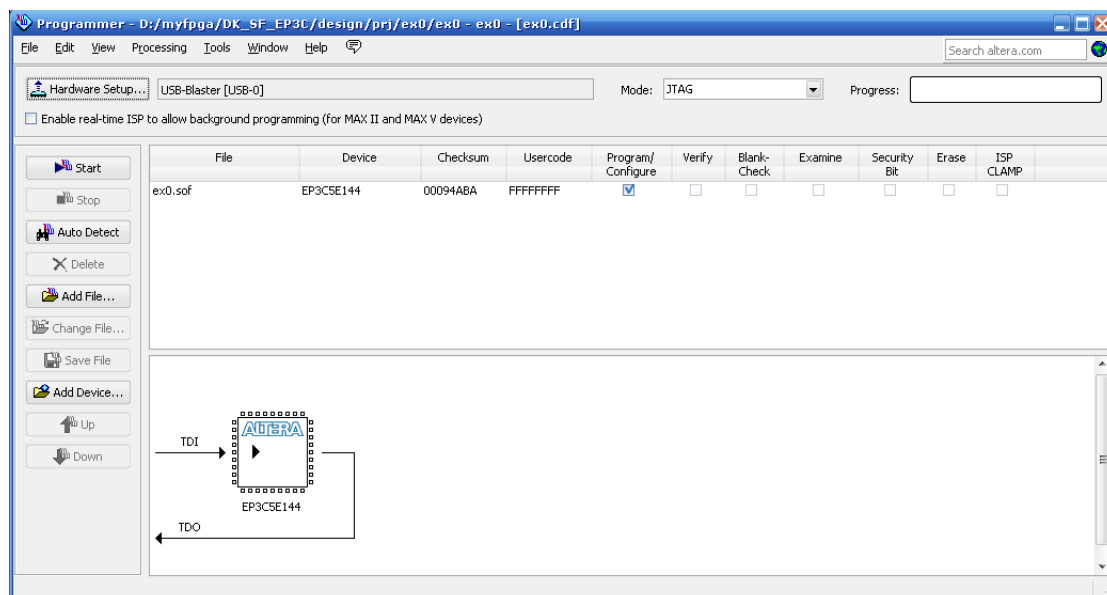 Programmer - D:/myfpga/DK_SF_EP3C/design/prj/ex0/ex0 - ex0 - [ex0.cdf]
File Edit View Processing Tools Window Help Search altera.com
Hardware Setup... USB-Blaster [USB-0] Mode: JTAG Progress:
Enable real-time ISP to allow background programming (for MAX II and MAX V devices)
File Device Checksum Usercode Program/ Verify Blank- Examine Security Erase ISP
Configure Check Bit CLAMP
ex0.sof EP3C5E144 00094ABA FFFFFFFF
Start
Stop
Auto Detect
Delete
Add File...
Change File...
Save File
Add Device...
Up
Down
ALTERA
TDI
EP3C5E144
TDO